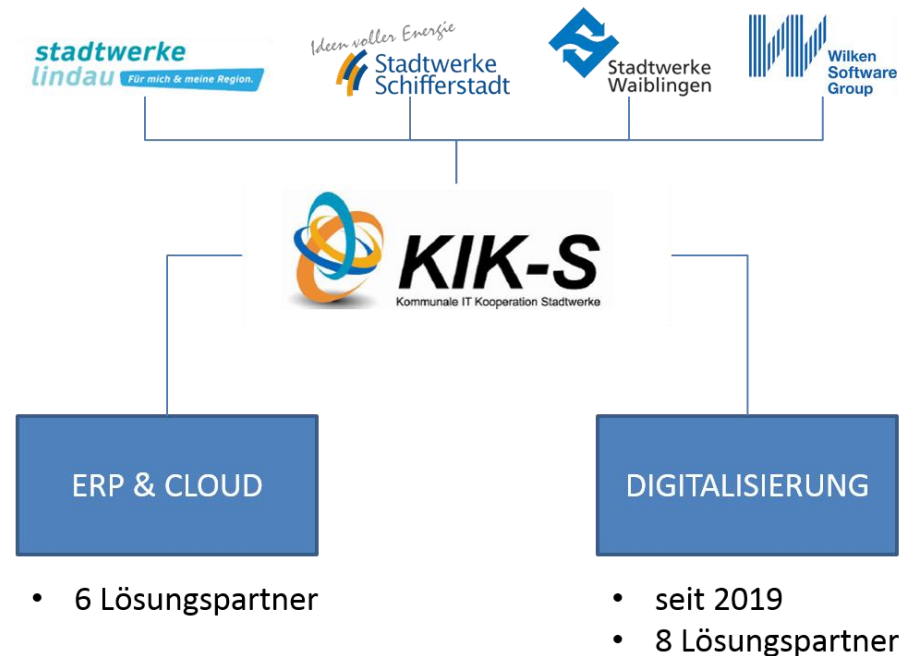 stadtwerke
lindau Für mich & meine Region.
Ideen voller Energie
Stadtwerke
Schifferstadt
Stadtwerke
Waiblingen
Wilken
Software
Group
KIK-S
Kommunale IT Kooperation Stadtwerke
ERP & CLOUD
DIGITALISIERUNG
• 6 Lösungspartner
• seit 2019
• 8 Lösungspartner